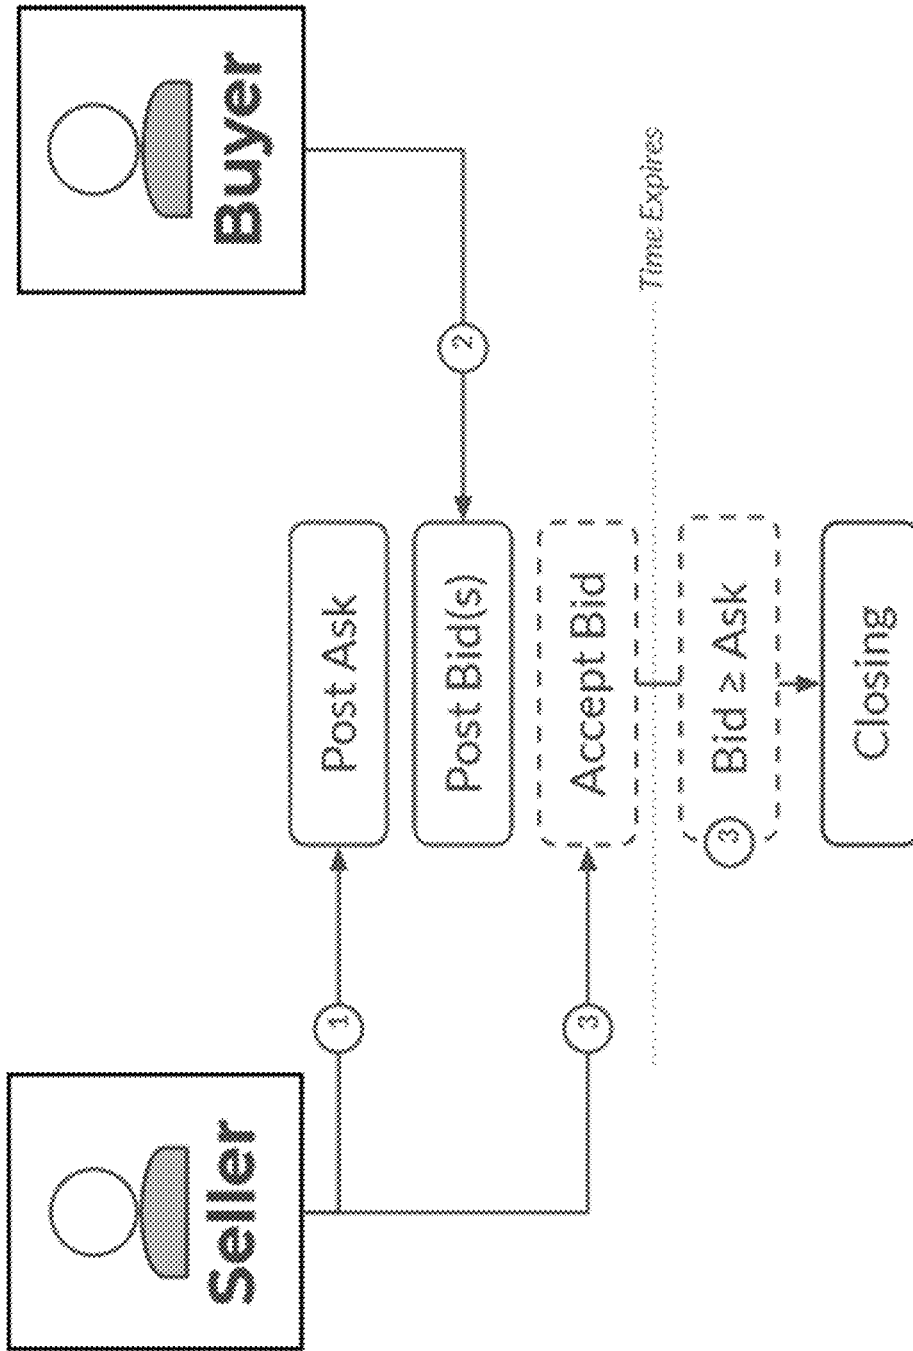 Seller
Buyer
1
Post Ask
2
Post Bid(s)
3
Accept Bid
Time Expires
3
Bid ≥ Ask
Closing